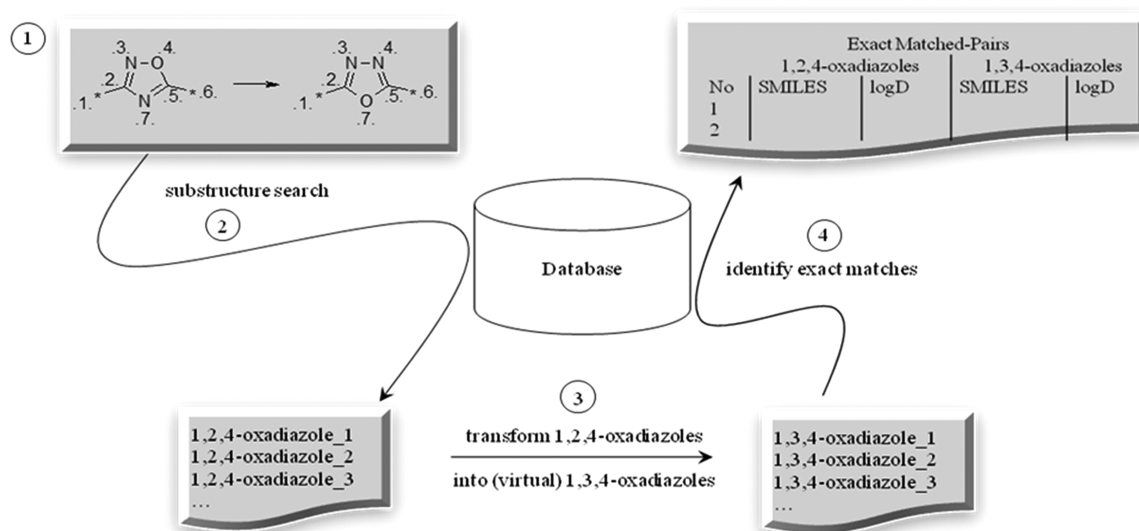 1
.3. .4.
N O
.2.
.1. * N .5. * .6.
.7.
.3. .4.
N N
.2.
.1. * O .5. * .6.
.7.
substructure search
2
Database
Exact Matched-Pairs
1,2,4-oxadiazoles 1,3,4-oxadiazoles
No SMILES logD SMILES logD
1
2
4
identify exact matches
3
transform 1,2,4-oxadiazoles
into (virtual) 1,3,4-oxadiazoles
1,2,4-oxadiazole_1
1,2,4-oxadiazole_2
1,2,4-oxadiazole_3
...
1,3,4-oxadiazole_1
1,3,4-oxadiazole_2
1,3,4-oxadiazole_3
...